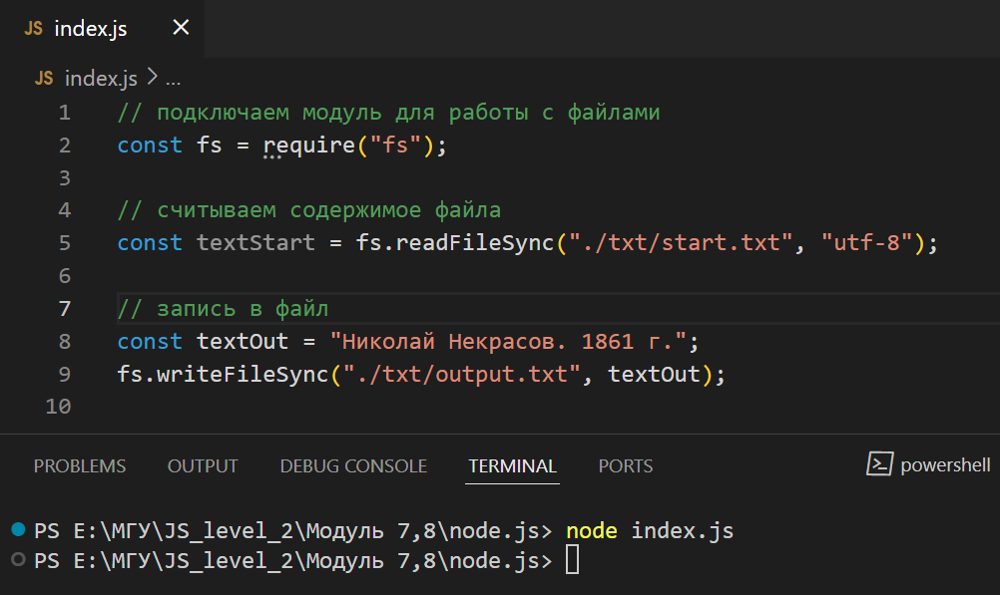 JS index.js ×
JS index.js > ...
1 // подключаем модуль для работы с файлами
2 const fs = require("fs");
3
4 // считываем содержимое файла
5 const textStart = fs.readFileSync("./txt/start.txt", "utf-8");
6
7 // запись в файл
8 const textOut = "Николай Некрасов. 1861 г.";
9 fs.writeFileSync("./txt/output.txt", textOut);
10
PROBLEMS OUTPUT DEBUG CONSOLE TERMINAL PORTS powershell
PS E:\МГУ\JS_level_2\Модуль 7,8\node.js> node index.js
PS E:\МГУ\JS_level_2\Модуль 7,8\node.js>